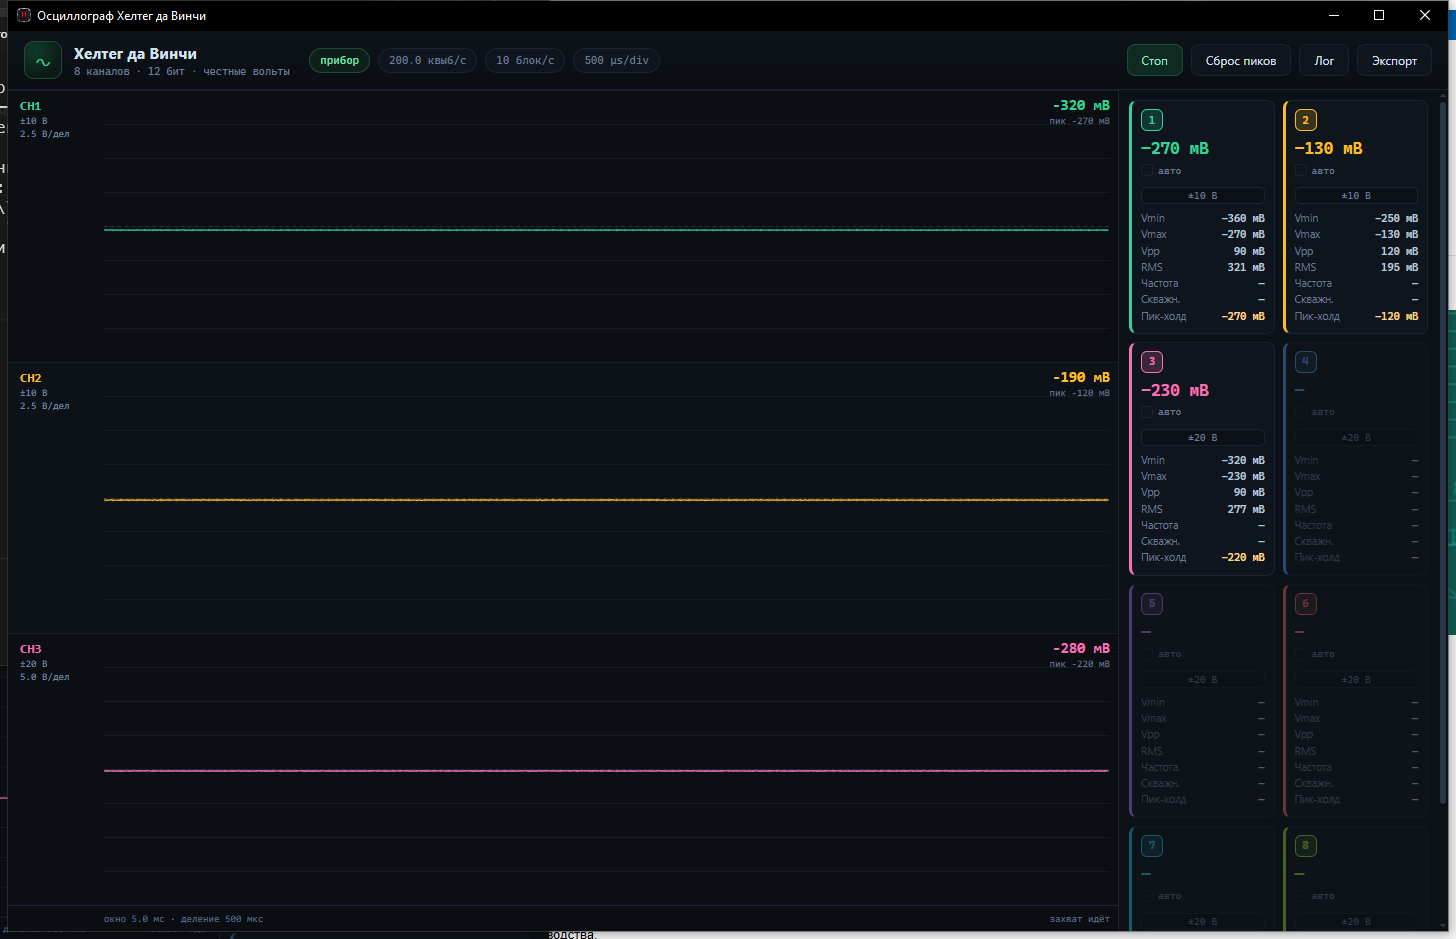 Осциллограф Хелтег да Винчи
Хелтег да Винчи
8 каналов · 12 бит · честные вольты
прибор
200.0 квыб/с
10 блок/с
500 µs/div
Стоп
Сброс пиков
Лог
Экспорт
CH1
±10 В
2.5 В/дел
-320 мВ
пик -270 мВ
CH2
±10 В
2.5 В/дел
-190 мВ
пик -120 мВ
CH3
±20 В
5.0 В/дел
-280 мВ
пик -220 мВ
окно 5.0 мс · деление 500 мкс
захват идёт
1
−270 мВ
авто
±10 В
Vmin −360 мВ
Vmax −270 мВ
Vpp 90 мВ
RMS 321 мВ
Частота —
Скважн. —
Пик-холд −270 мВ
2
−130 мВ
авто
±10 В
Vmin −250 мВ
Vmax −130 мВ
Vpp 120 мВ
RMS 195 мВ
Частота —
Скважн. —
Пик-холд −120 мВ
3
−230 мВ
авто
±20 В
Vmin −320 мВ
Vmax −230 мВ
Vpp 90 мВ
RMS 277 мВ
Частота —
Скважн. —
Пик-холд −220 мВ
4
—
авто
±20 В
Vmin —
Vmax —
Vpp —
RMS —
Частота —
Скважн. —
Пик-холд —
5
—
авто
±20 В
Vmin —
Vmax —
Vpp —
RMS —
Частота —
Скважн. —
Пик-холд —
6
—
авто
±20 В
Vmin —
Vmax —
Vpp —
RMS —
Частота —
Скважн. —
Пик-холд —
7
—
авто
±20 В
8
—
авто
±20 В
водства.